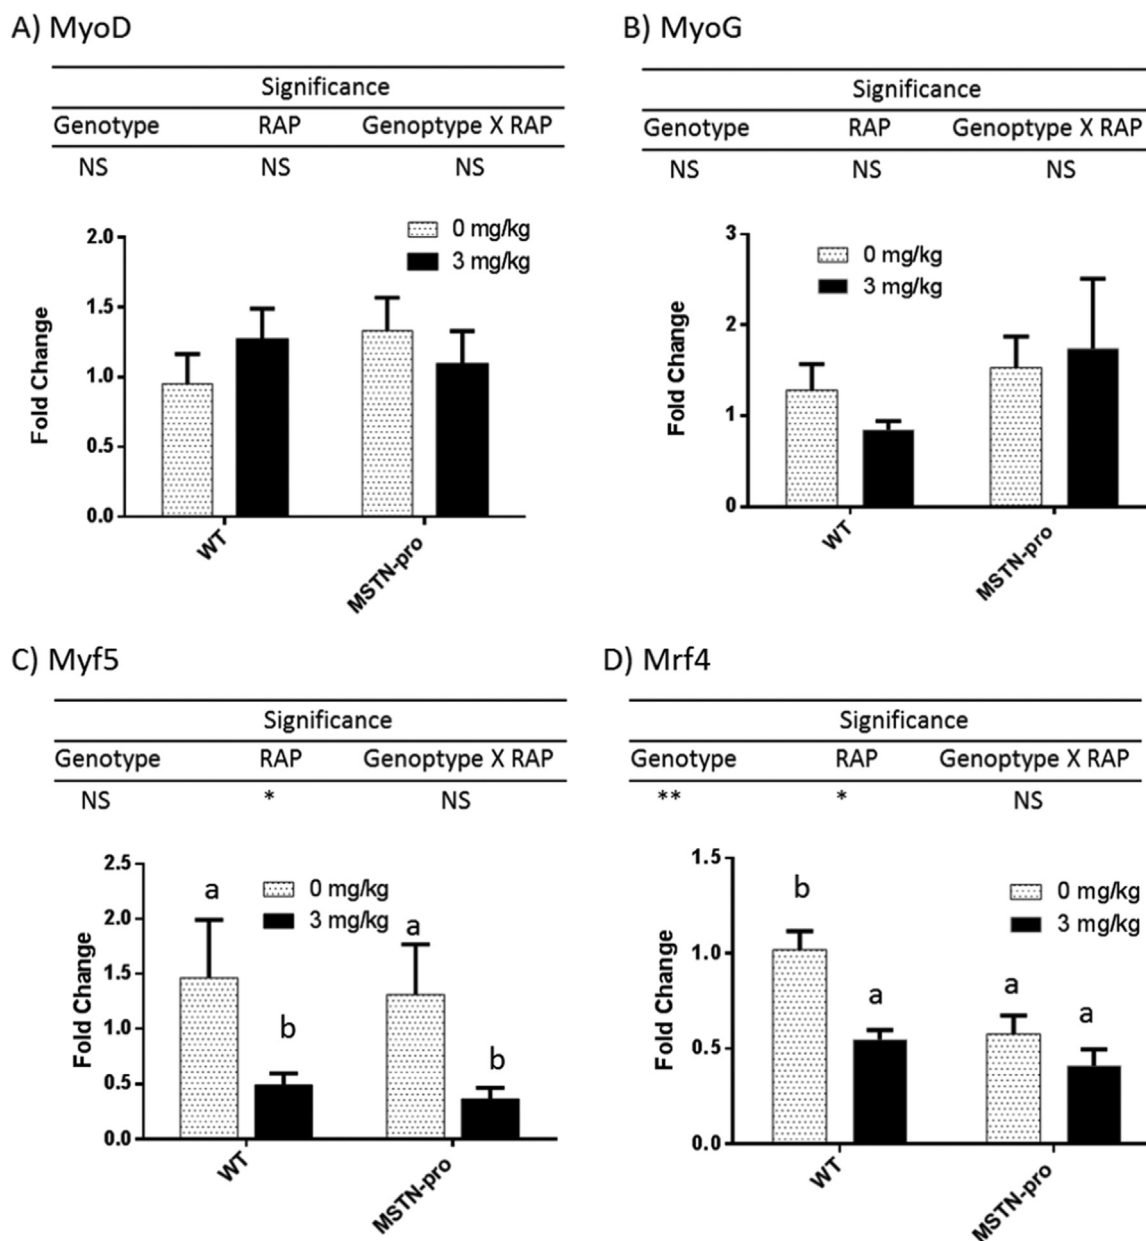 A) MyoD
Significance
Genotype RAP Genoptype X RAP
NS NS NS
0 mg/kg
3 mg/kg
Fold Change
2.0
1.5
1.0
0.5
0.0
WT
MSTN-pro
B) MyoG
Significance
Genotype RAP Genoptype X RAP
NS NS NS
0 mg/kg
3 mg/kg
Fold Change
3
2
1
0
WT
MSTN-pro
C) Myf5
Significance
Genotype RAP Genoptype X RAP
NS * NS
0 mg/kg
3 mg/kg
Fold Change
2.5
2.0
1.5
1.0
0.5
0.0
a
b
a
b
WT
MSTN-pro
D) Mrf4
Significance
Genotype RAP Genoptype X RAP
** * NS
0 mg/kg
3 mg/kg
Fold Change
1.5
1.0
0.5
0.0
b
a
a
a
WT
MSTN-pro